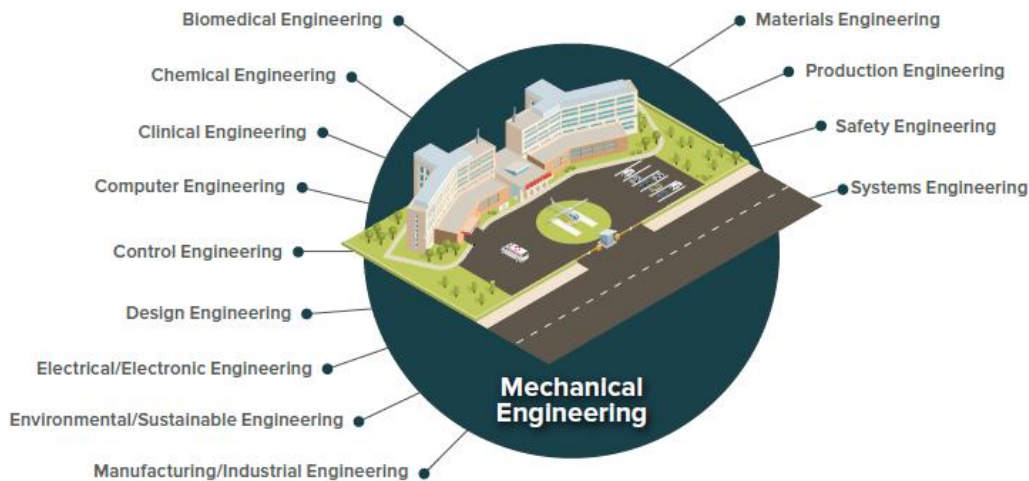 Biomedical Engineering
Chemical Engineering
Clinical Engineering
Computer Engineering
Control Engineering
Design Engineering
Electrical/Electronic Engineering
Environmental/Sustainable Engineering
Manufacturing/Industrial Engineering
Materials Engineering
Production Engineering
Safety Engineering
Systems Engineering
Mechanical
Engineering